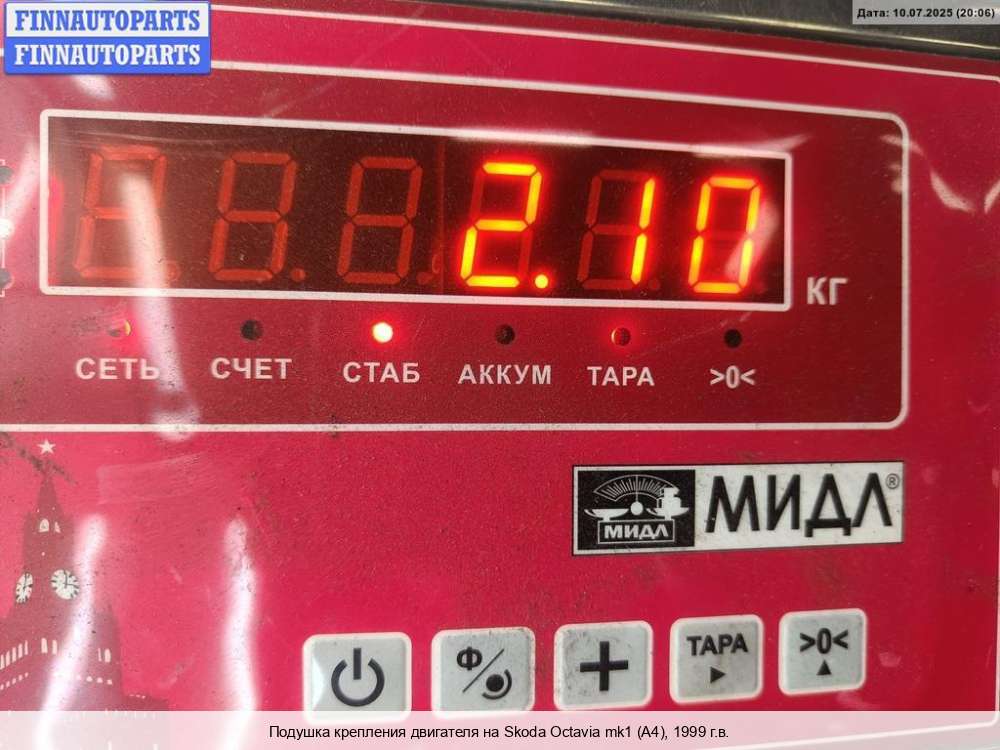 FINNAUTOPARTS
FINNAUTOPARTS
Дата: 10.07.2025 (20:06)
2.10
КГ
СЕТЬ СЧЕТ СТАБ АККУМ ТАРА >0<
МИДЛ МИДЛ®
Ф/ + ТАРА >0<
Подушка крепления двигателя на Skoda Octavia mk1 (A4), 1999 г.в.